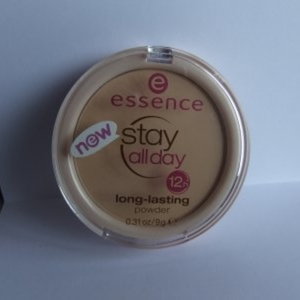 essence
new
stay
all day
12h
long-lasting
powder
0.31 oz/9g e